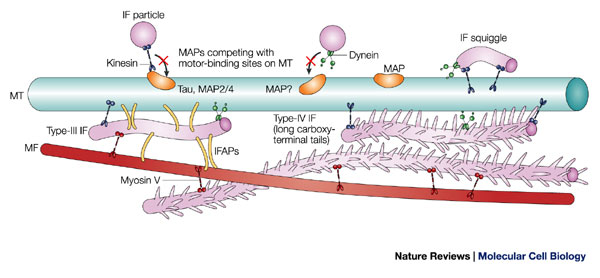 IF particle
Kinesin
MAPs competing with
motor-binding sites on MT
Dynein
IF squiggle
MAP
MT
Tau, MAP2/4
MAP?
Type-III IF
Type-IV IF
(long carboxy-
terminal tails)
IFAPs
MF
Myosin V
Nature Reviews | Molecular Cell Biology